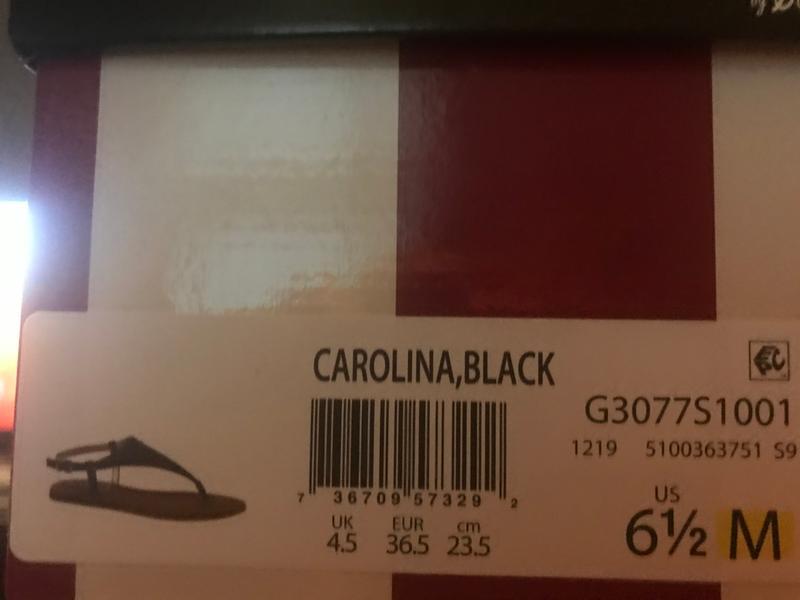 by
CAROLINA,BLACK
G3077S1001
1219 5100363751 S9
7 36709 57329 2
UK EUR cm
4.5 36.5 23.5
US
6½ M